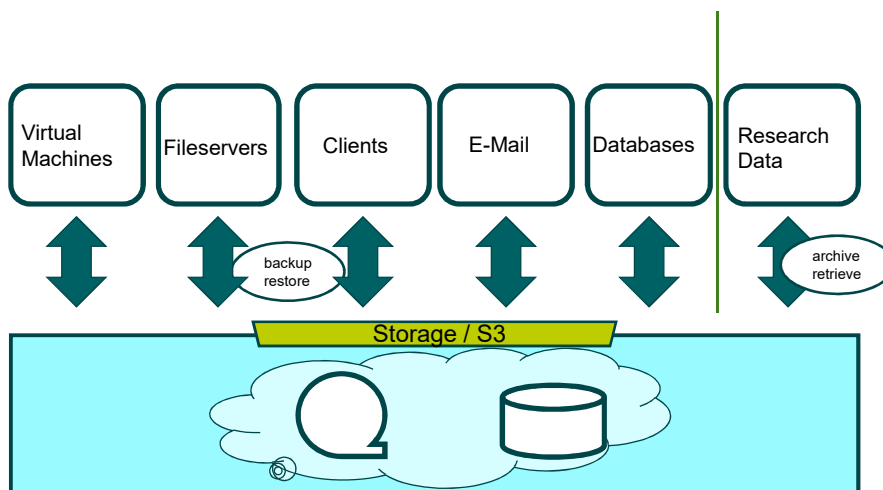 Virtual
Machines
Fileservers
Clients
E-Mail
Databases
Research
Data
backup
restore
archive
retrieve
Storage / S3